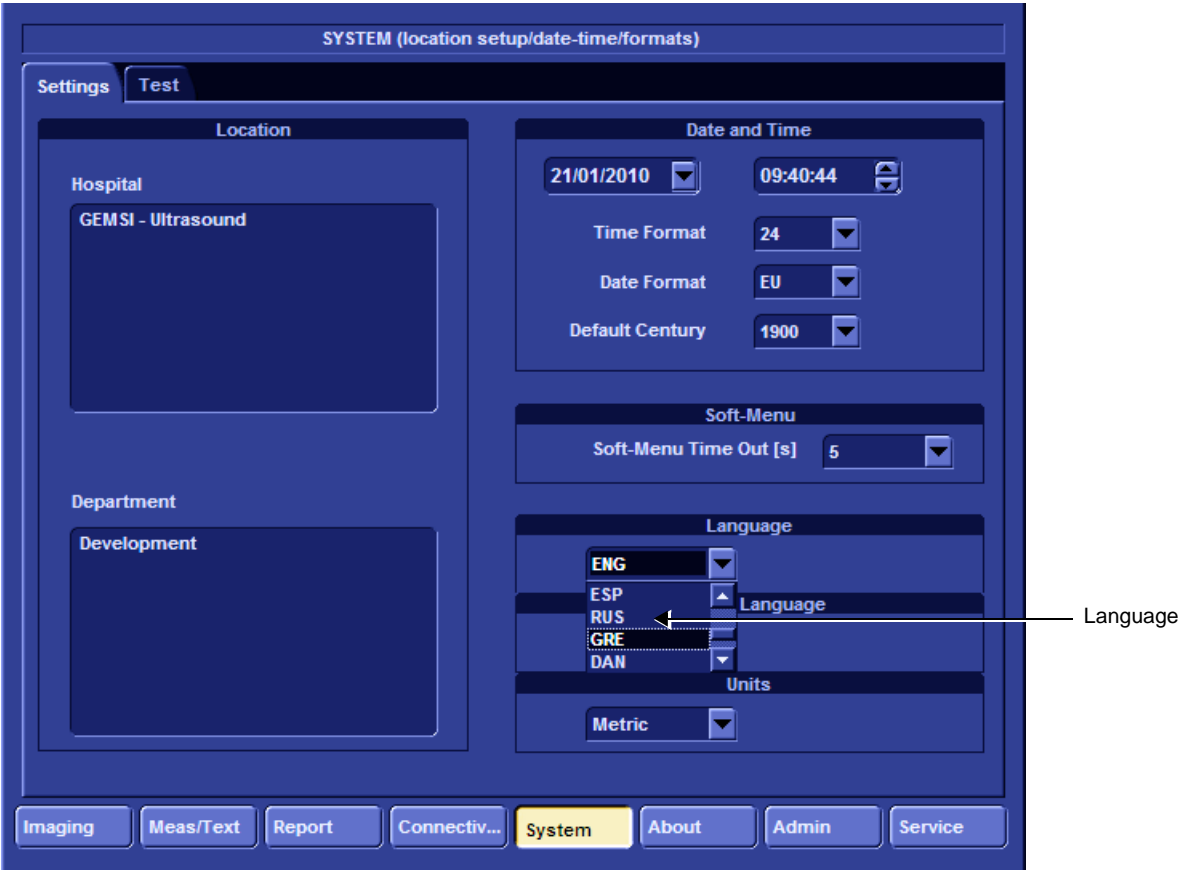 SYSTEM (location setup/date-time/formats)
Settings
Test
Location
Hospital
GEMSI - Ultrasound
Department
Development
Date and Time
21/01/2010
09:40:44
Time Format
24
Date Format
EU
Default Century
1900
Soft-Menu
Soft-Menu Time Out [s]
5
Language
ENG
ESP
RUS
GRE
DAN
Language
Language
Units
Metric
Imaging
Meas/Text
Report
Connectiv...
System
About
Admin
Service